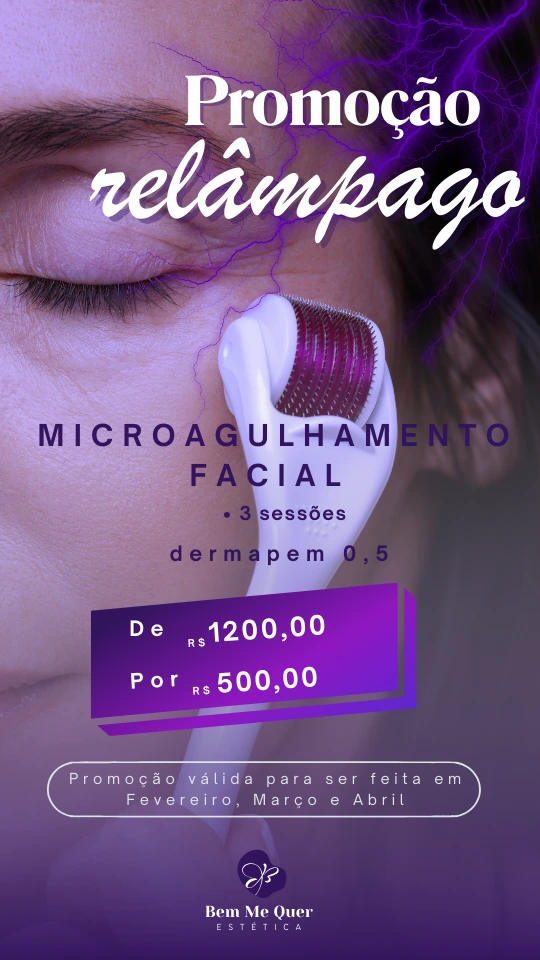 Promoção
relâmpago
MICROAGULHAMENTO
FACIAL
• 3 sessões
dermapem 0,5
De R$1200,00
Por R$500,00
Promoção válida para ser feita em
Fevereiro, Março e Abril
Bem Me Quer
ESTÉTICA